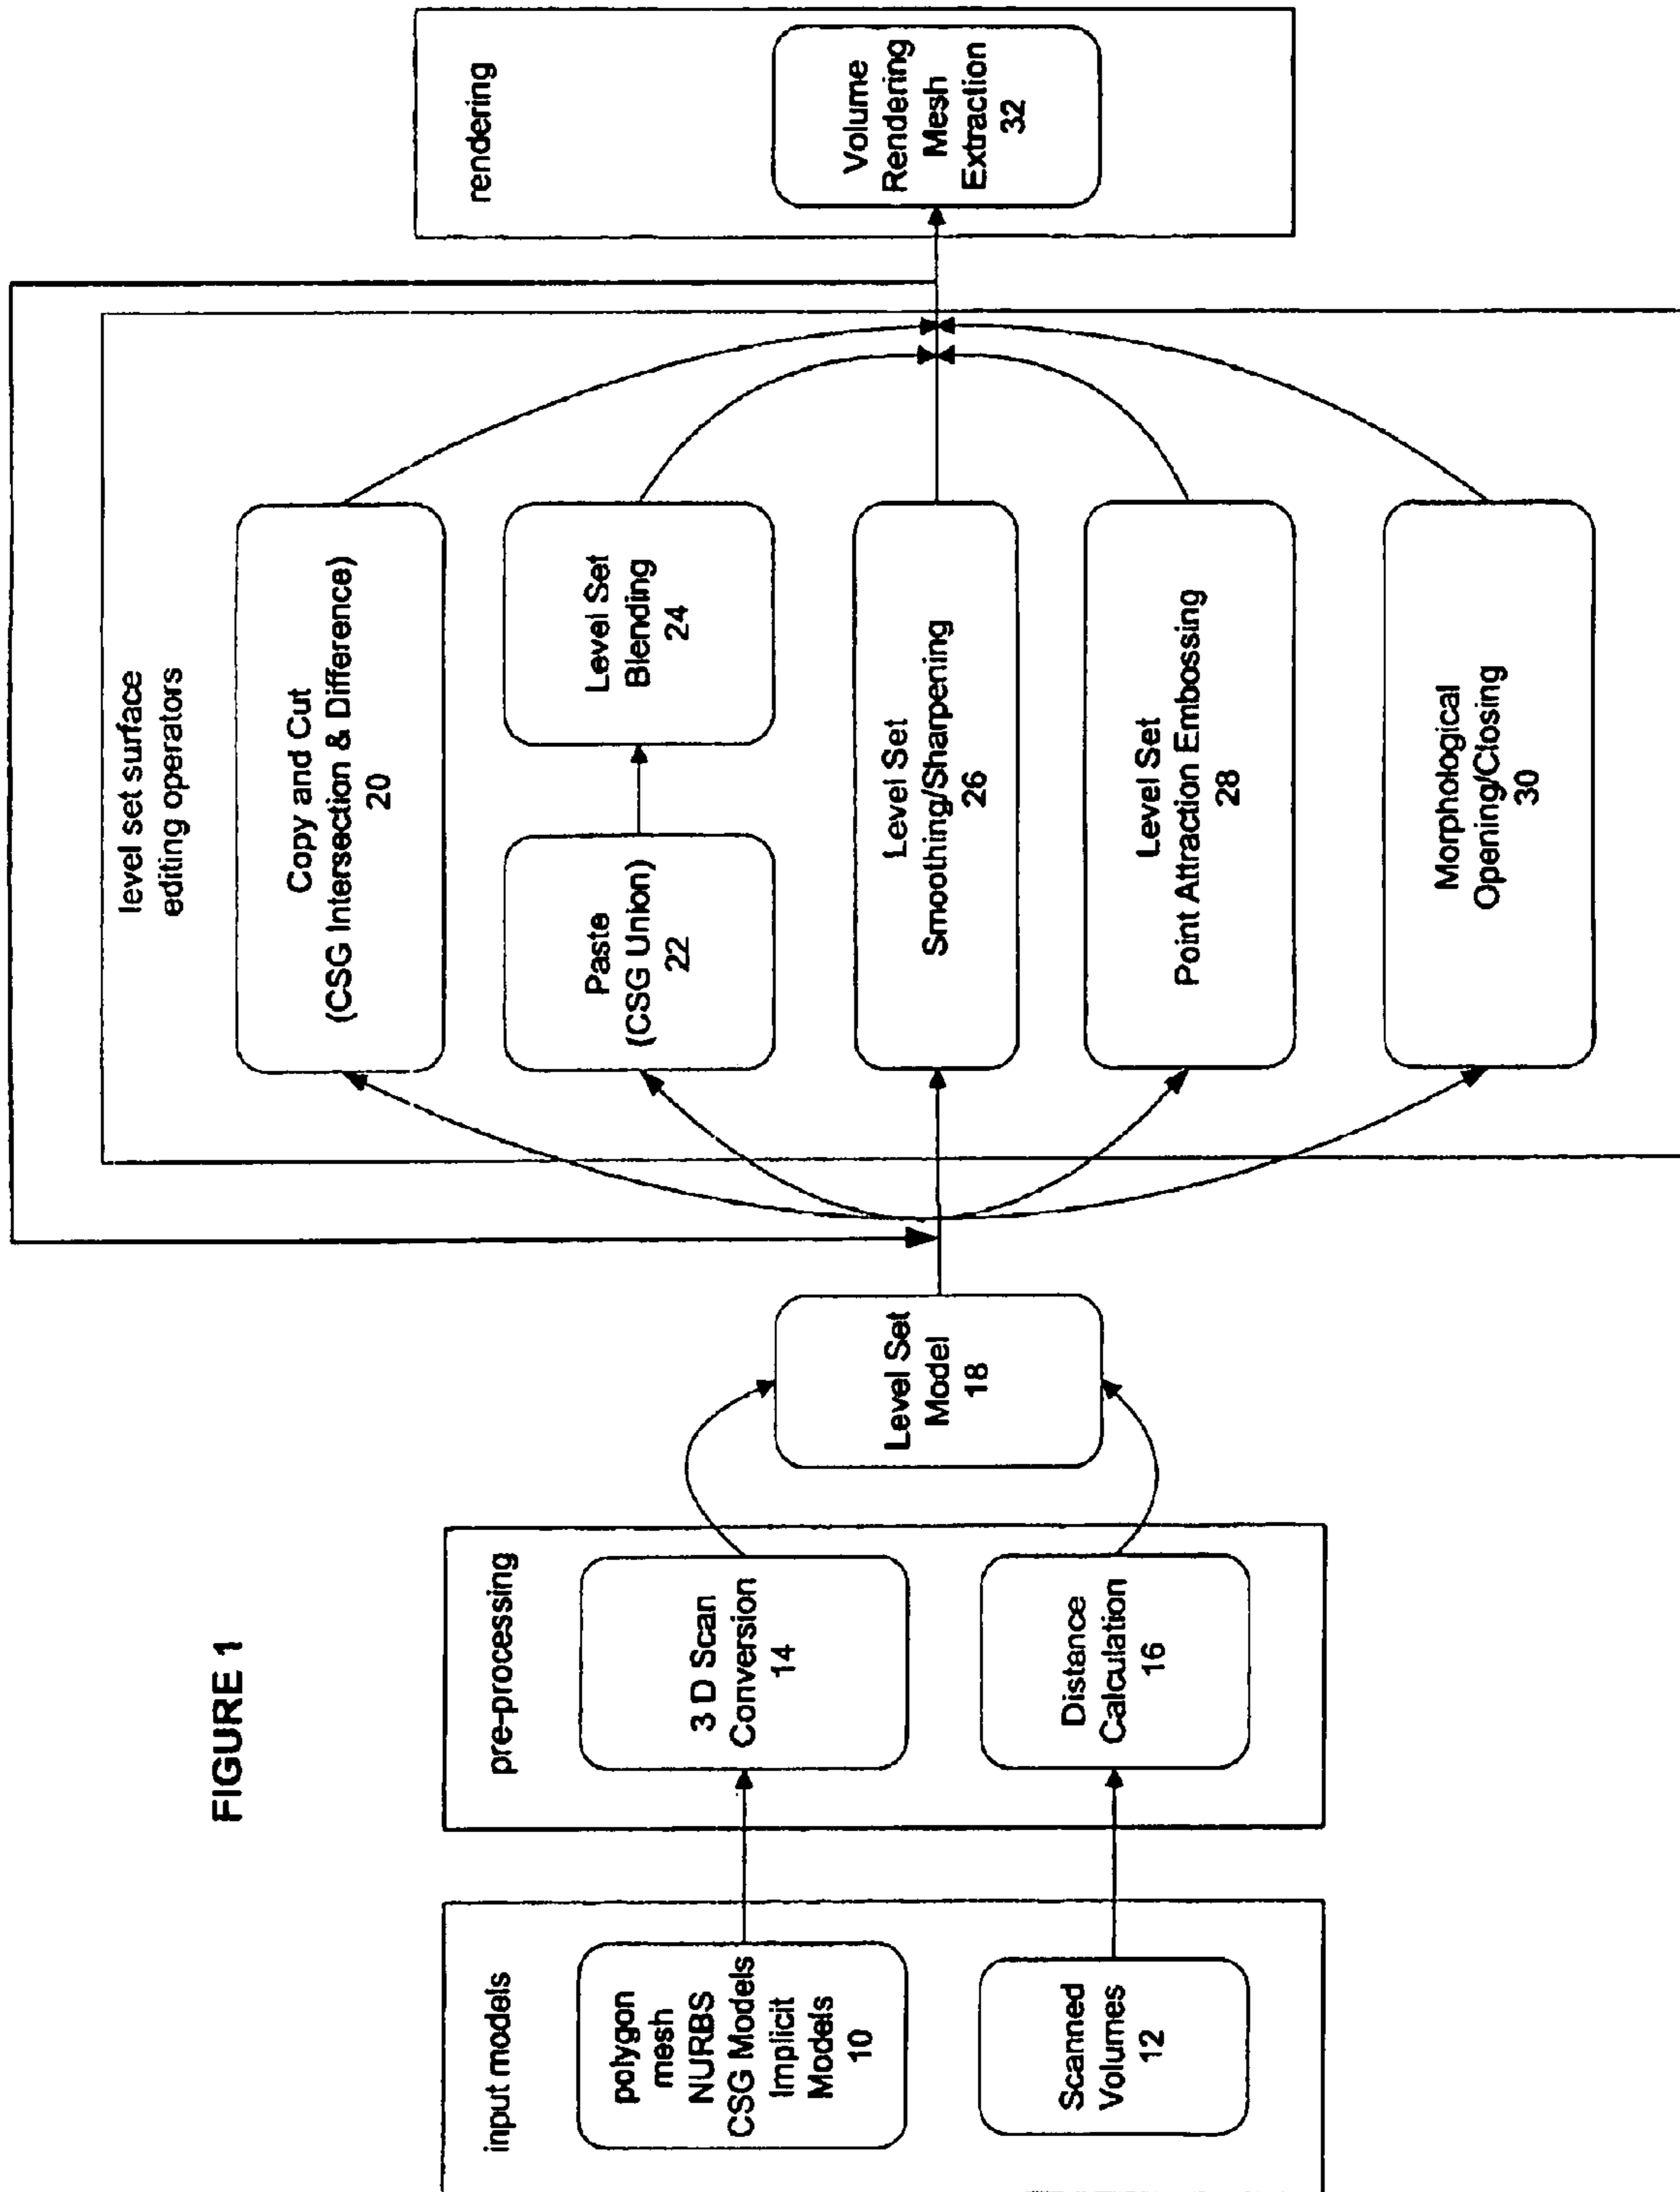 FIGURE 1
input models
polygon
mesh
NURBS
CSG Models
Implicit
Models
10
Scanned
Volumes
12
pre-processing
3 D Scan
Conversion
14
Distance
Calculation
16
Level Set
Model
18
level set surface
editing operators
Copy and Cut
(CSG Intersection & Difference)
20
Paste
(CSG Union)
22
Level Set
Blending
24
Level Set
Smoothing/Sharpening
26
Level Set
Point Attraction Embossing
28
Morphological
Opening/Closing
30
rendering
Volume
Rendering
Mesh
Extraction
32